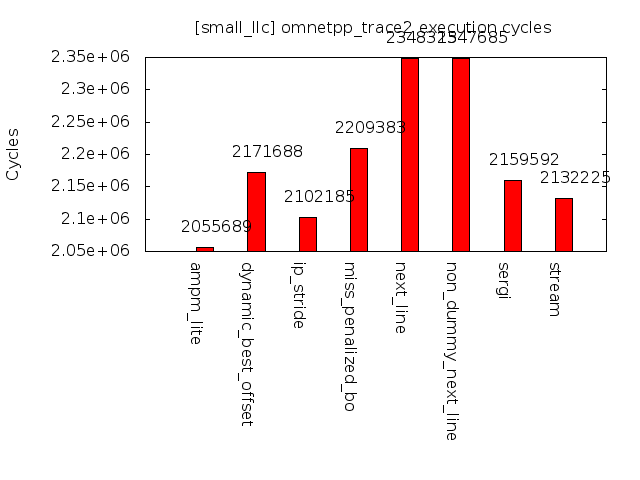 [small_llc] omnetpp_trace2 execution cycles
2347685
2.35e+06
2.3e+06
2.25e+06
2.2e+06
2.15e+06
2.1e+06
2.05e+06
Cycles
2055689
2171688
2102185
2209383
2159592
2132225
ampm_lite
dynamic_best_offset
ip_stride
miss_penalized_bo
next_line
non_dummy_next_line
sergi
stream